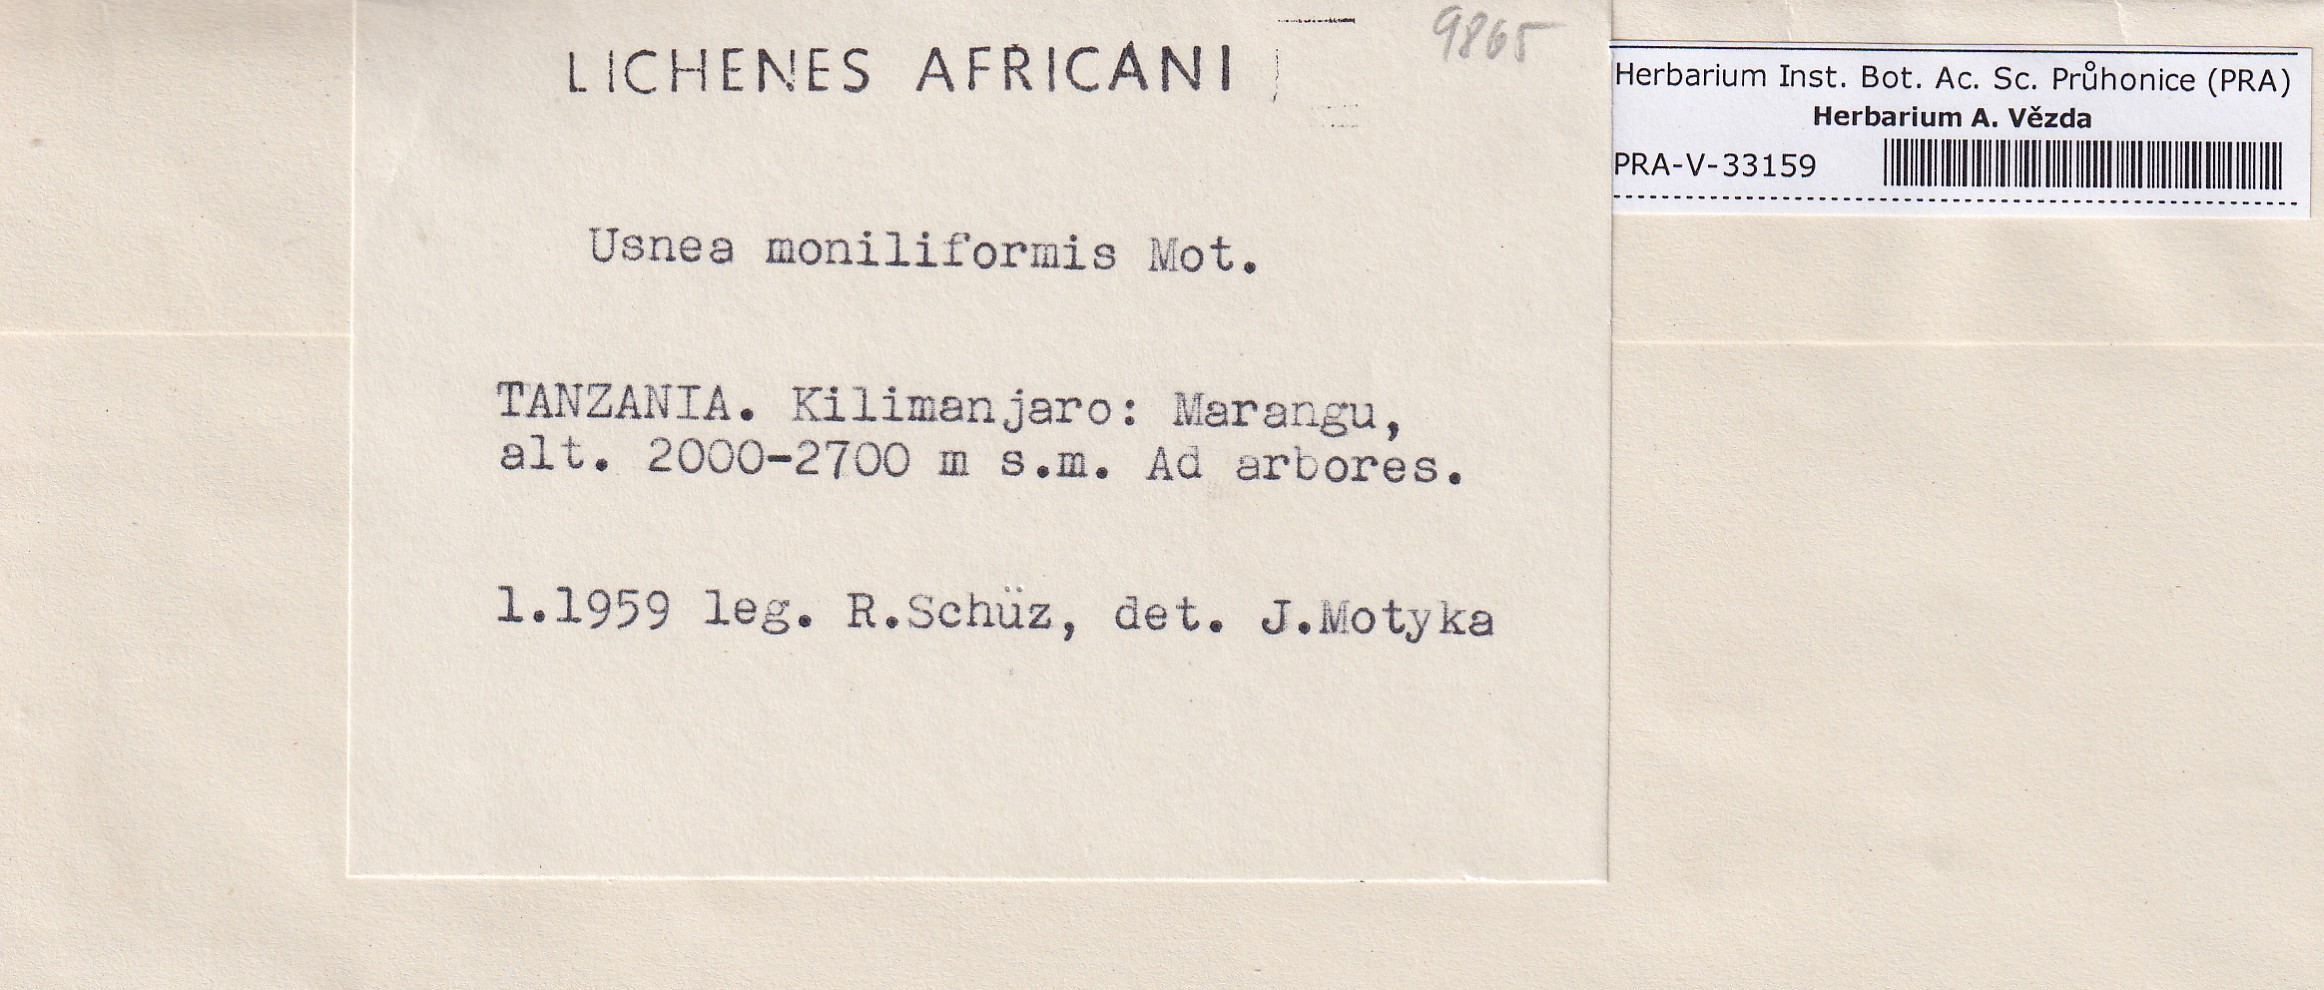 9865
LICHENES AFRICANI
Herbarium Inst. Bot. Ac. Sc. Průhonice (PRA)
Herbarium A. Vězda
PRA-V-33159
Usnea moniliformis Mot.
TANZANIA. Kilimanjaro: Marangu,
alt. 2000-2700 m s.m. Ad arbores.
1.1959 leg. R.Schüz, det. J.Motyka